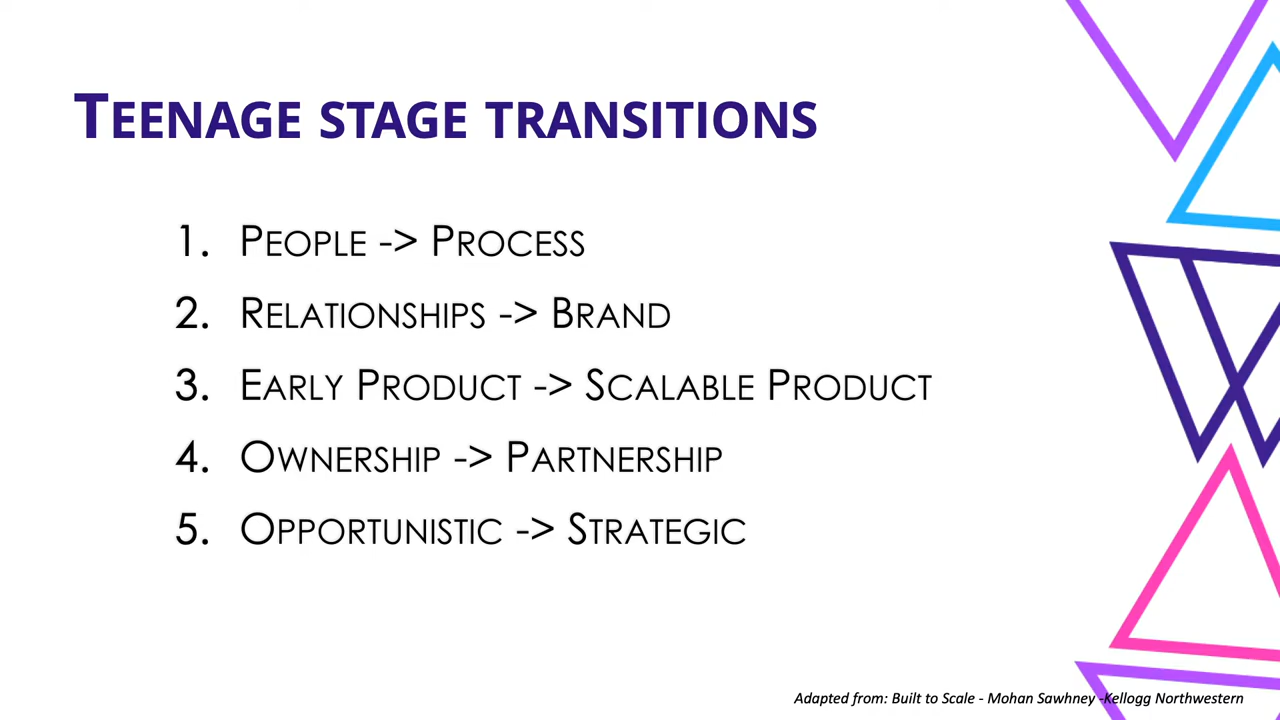 TEENAGE STAGE TRANSITIONS
1. PEOPLE -> PROCESS
2. RELATIONSHIPS -> BRAND
3. EARLY PRODUCT -> SCALABLE PRODUCT
4. OWNERSHIP -> PARTNERSHIP
5. OPPORTUNISTIC -> STRATEGIC
Adapted from: Built to Scale - Mohan Sawhney -Kellogg Northwestern